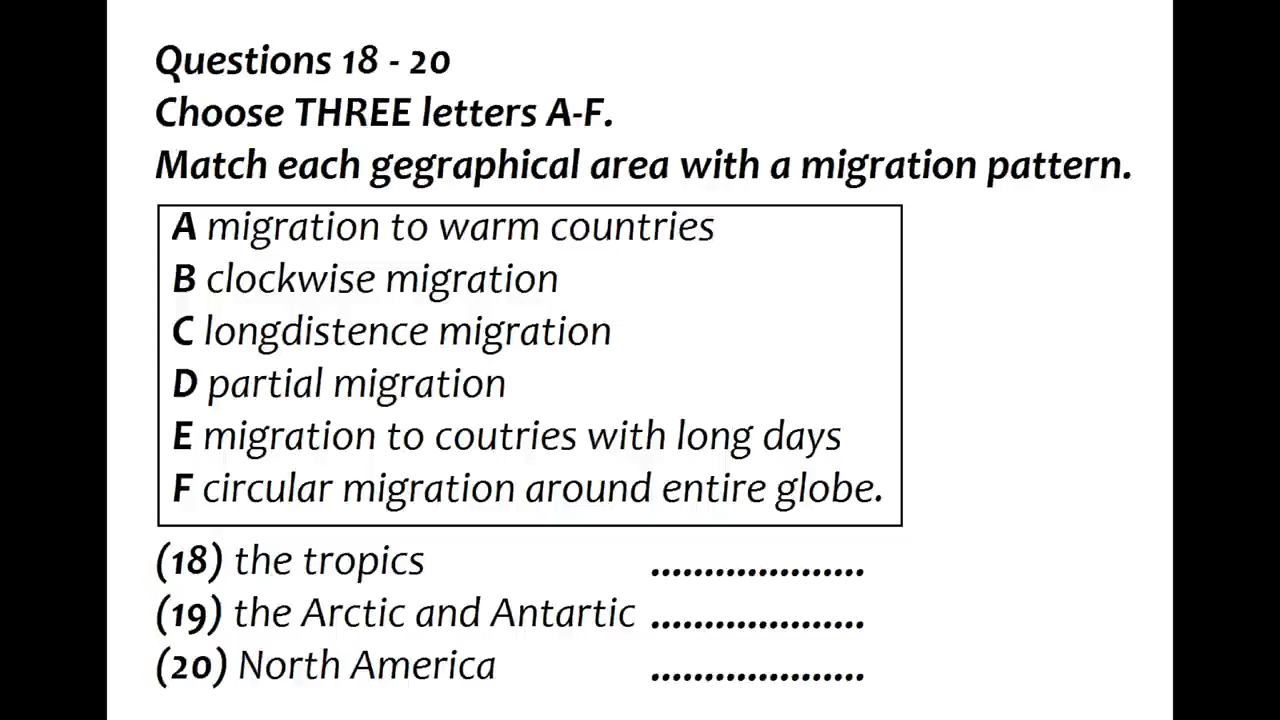 Questions 18 - 20
Choose THREE letters A-F.
Match each gegraphical area with a migration pattern.
A migration to warm countries
B clockwise migration
C longdistence migration
D partial migration
E migration to coutries with long days
F circular migration around entire globe.
(18) the tropics ....................
(19) the Arctic and Antartic ....................
(20) North America ....................